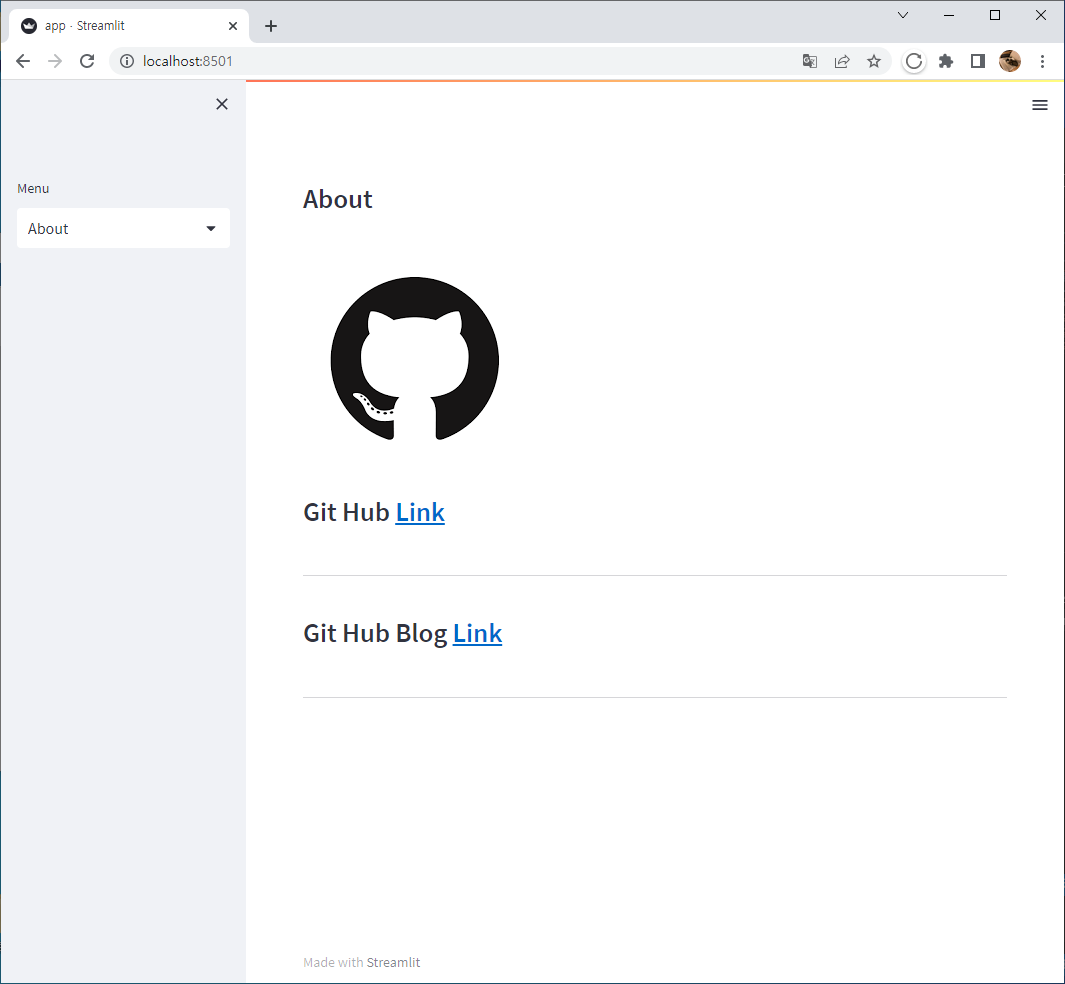 app · Streamlit
localhost:8501
Menu
About
About
Git Hub Link
Git Hub Blog Link
Made with Streamlit